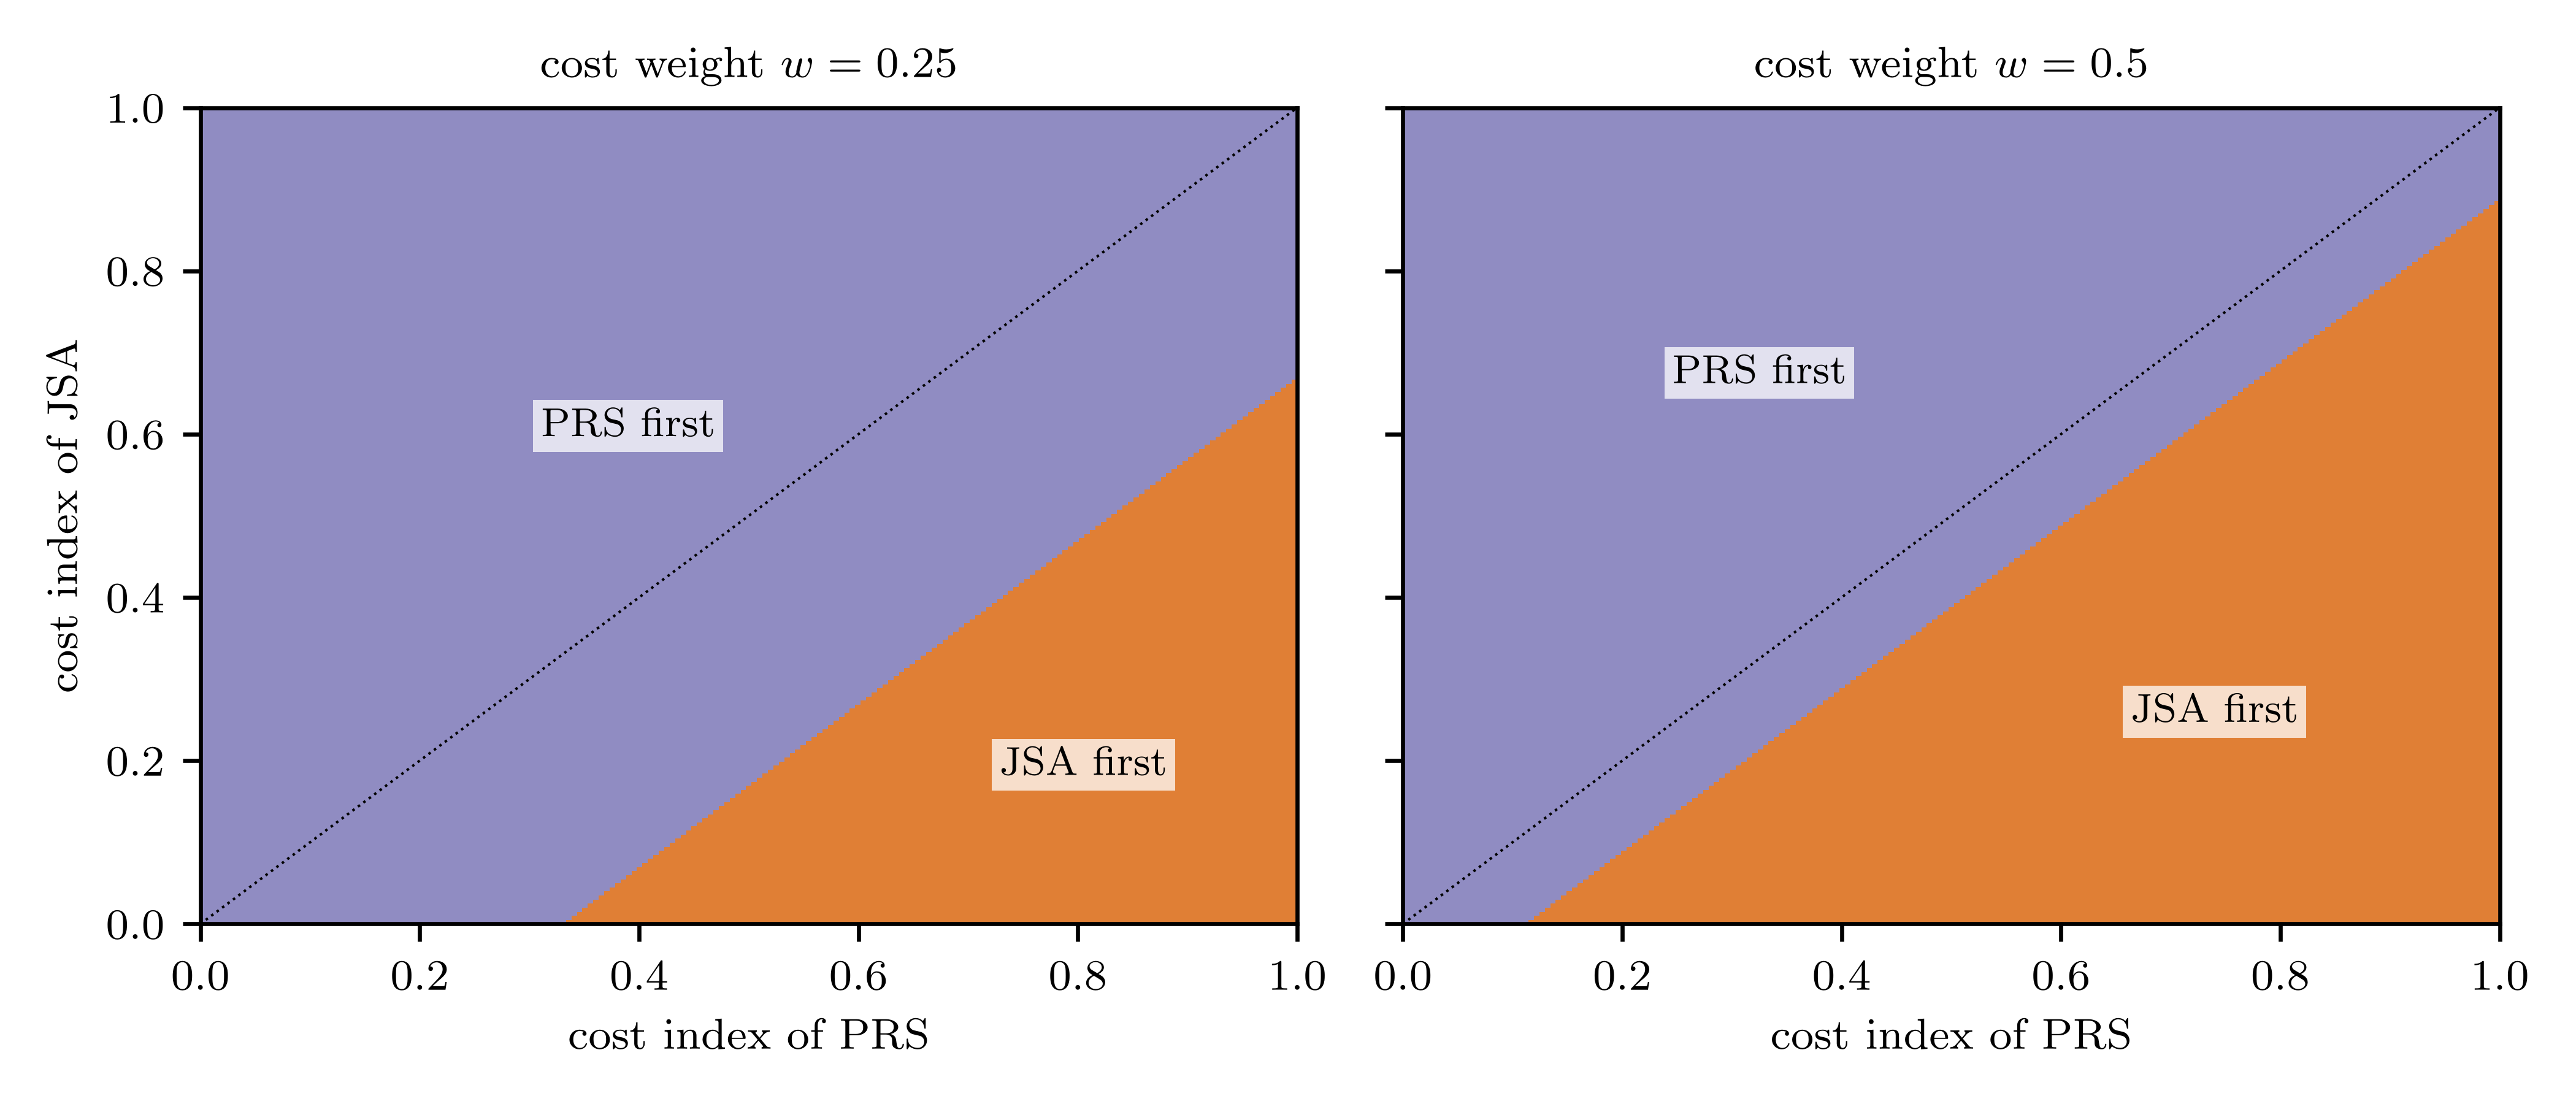 cost weight w = 0.25
cost index of JSA
1.0
0.8
0.6
0.4
0.2
0.0
PRS first
JSA first
0.0 0.2 0.4 0.6 0.8 1.0
cost index of PRS
cost weight w = 0.5
PRS first
JSA first
0.0 0.2 0.4 0.6 0.8 1.0
cost index of PRS